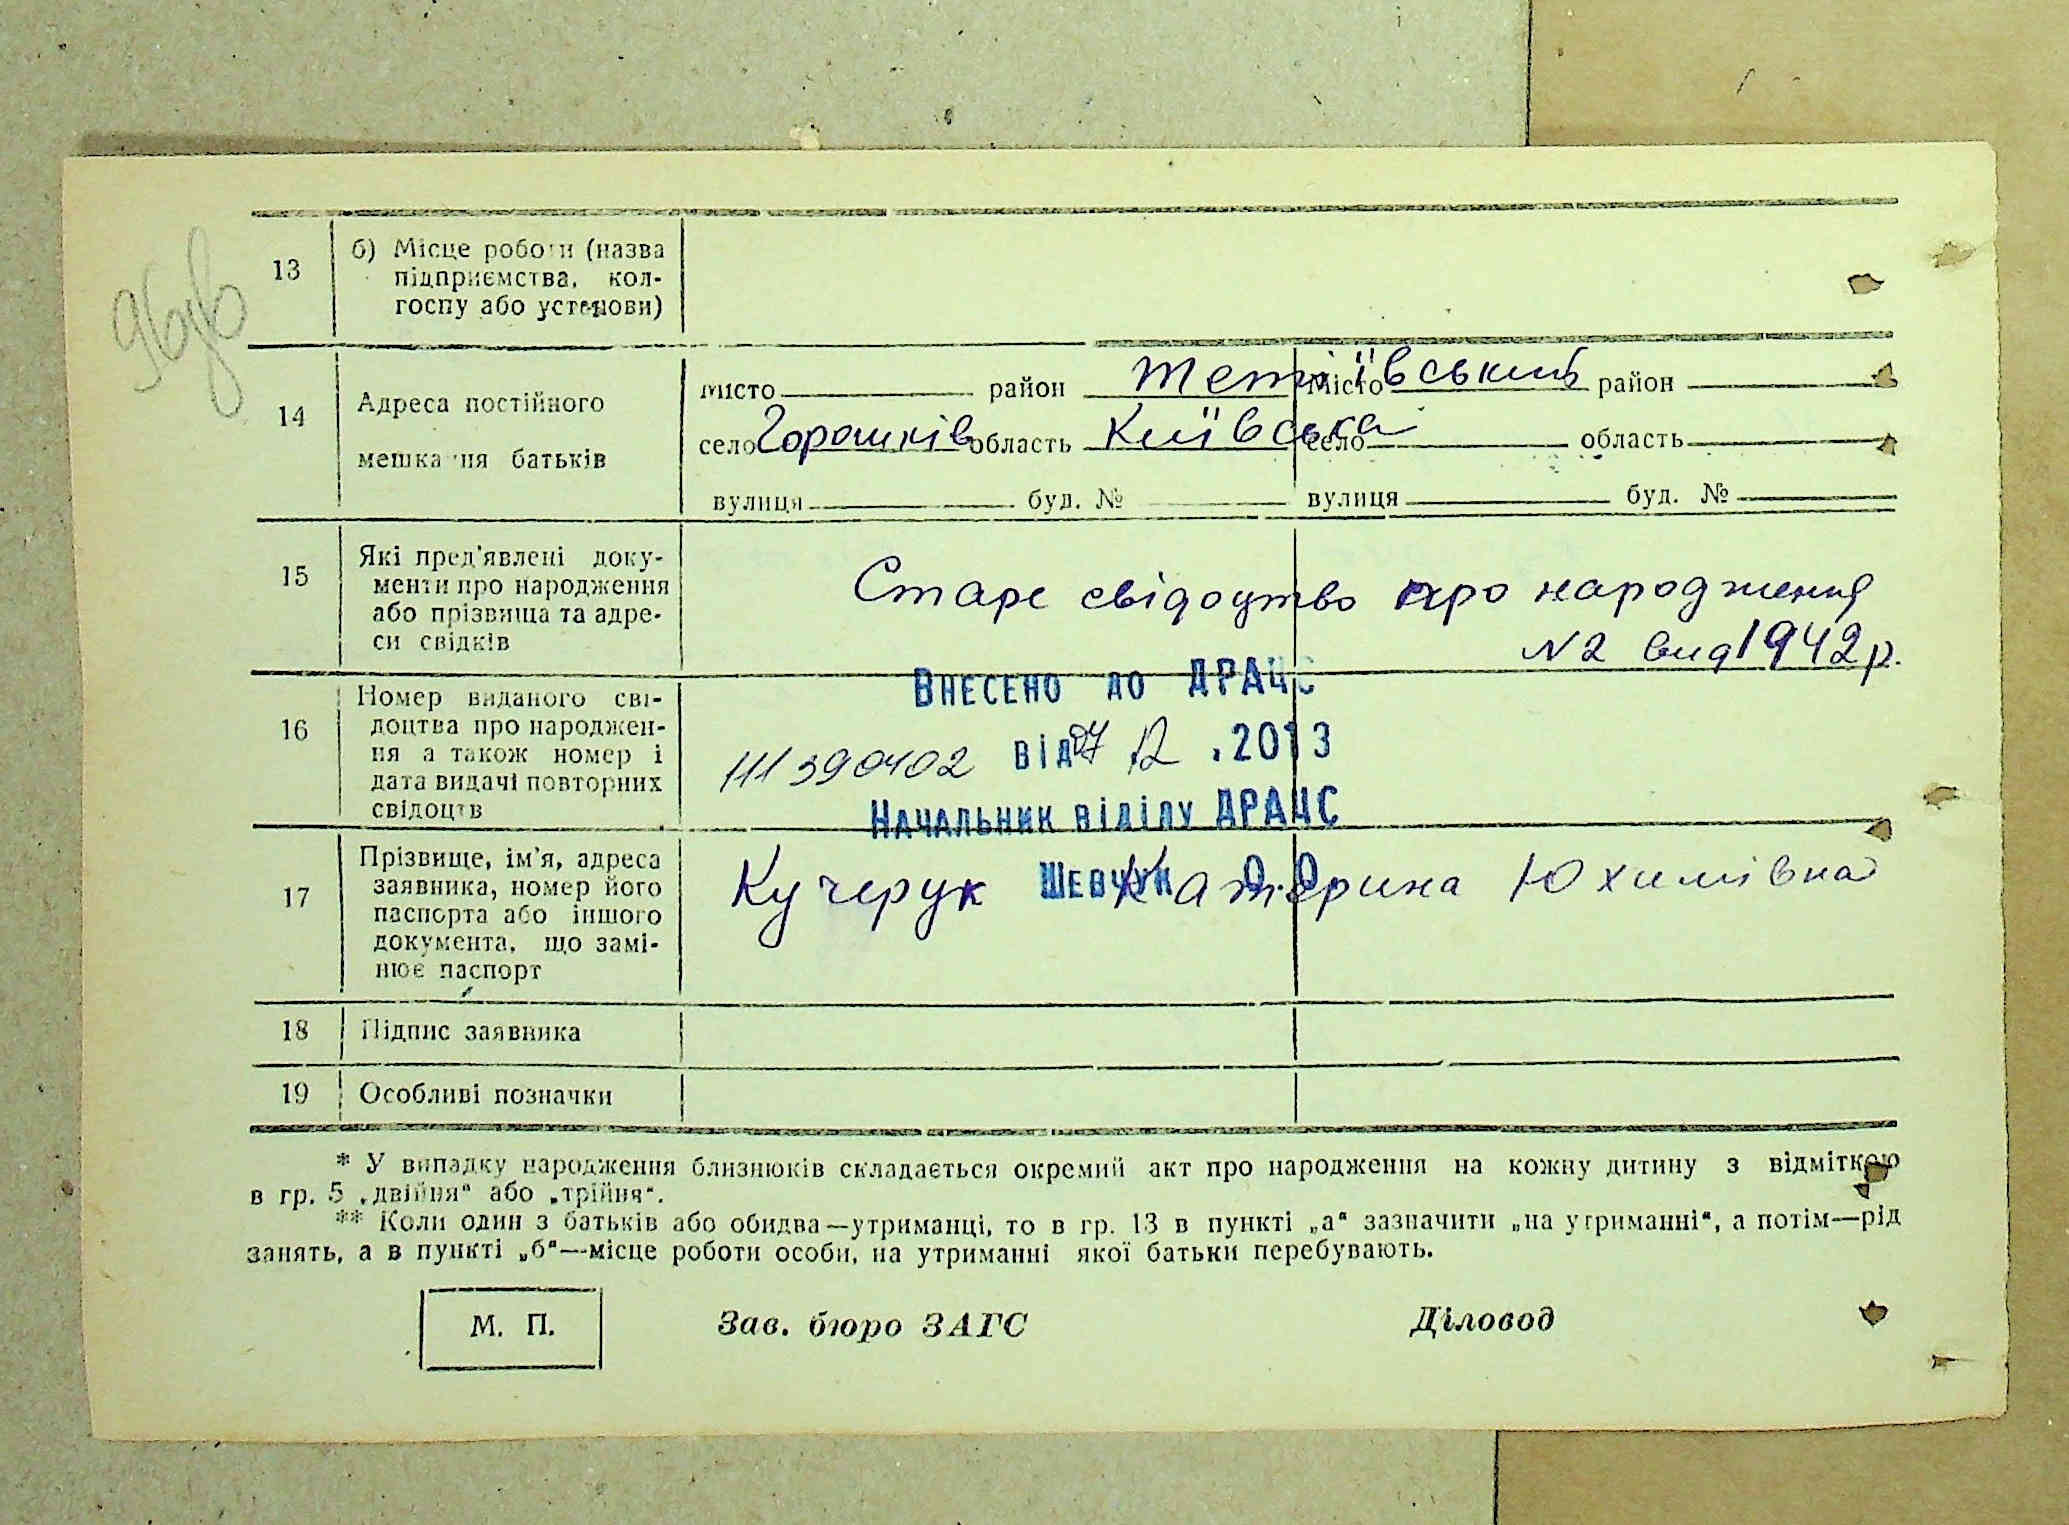 13
б) Місце роботи (назва
підприємства, кол-
госпу або установи)
14
Адреса постійного
мешкання батьків
місто район Тетіївський місто район
село Горошків область Київська село область
вулиця буд. № вулиця буд. №
15
Які пред'явлені доку-
менти про народження
або прізвища та адре-
си свідків
Старе свідоцтво про народження
№2 вид 1942 р.
16
Номер виданого сві-
доцтва про народжен-
ня а також номер і
дата видачі повторних
свідоцтв
111390402
Внесено до ДРАЦС
від 27 12 .2013
Начальник відділу ДРАЦС
Шевчук О.О.
17
Прізвище, ім'я, адреса
заявника, номер його
паспорта або іншого
документа, що замі-
нює паспорт
Кучерук Катерина Юхимівна
18
Підпис заявника
19
Особливі позначки
* У випадку народження близнюків складається окремий акт про народження на кожну дитину з відміткою
в гр. 5 „двійня" або „трійня".
** Коли один з батьків або обидва—утриманці, то в гр. 13 в пункті „а" зазначити „на утриманні", а потім—рід
занять, а в пункті „б"—місце роботи особи, на утриманні якої батьки перебувають.
М. П.
Зав. бюро ЗАГС
Діловод